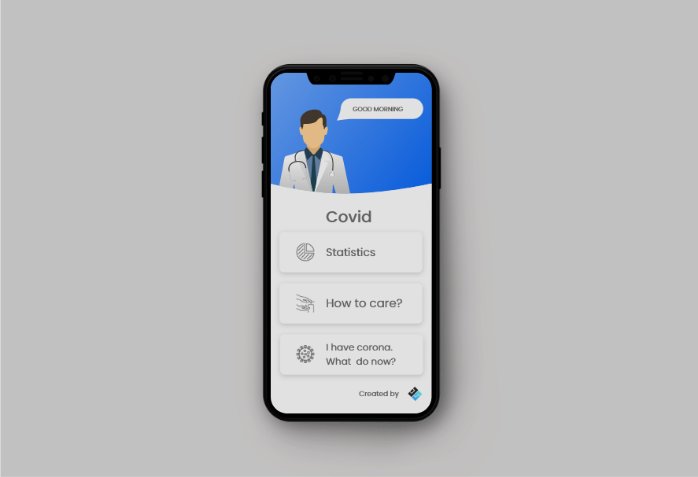 GOOD MORNING
Covid
Statistics
How to care?
I have corona.
What do now?
Created by